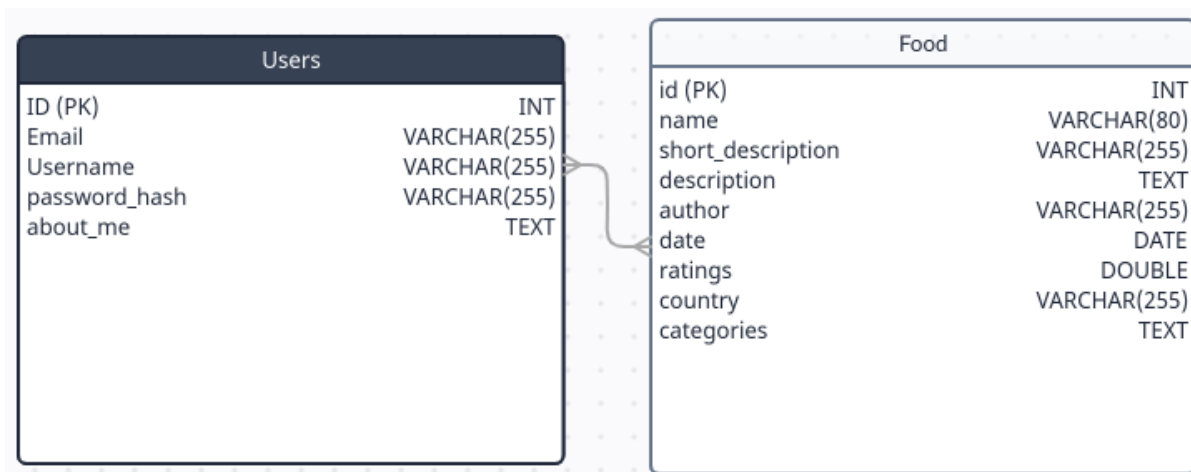 Users
ID (PK) INT
Email VARCHAR(255)
Username VARCHAR(255)
password_hash VARCHAR(255)
about_me TEXT
Food
id (PK) INT
name VARCHAR(80)
short_description VARCHAR(255)
description TEXT
author VARCHAR(255)
date DATE
ratings DOUBLE
country VARCHAR(255)
categories TEXT